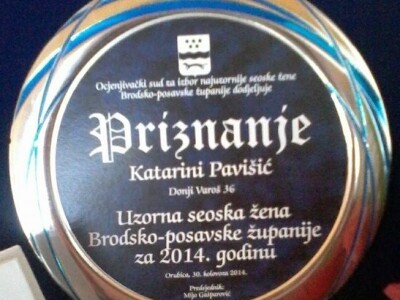 Ocjenjivački sud za izbor najuzornije seoske žene
Brodsko-posavske županije dodjeljuje
Priznanje
Katarini Pavišić
Donji Varoš 36
Uzorna seoska žena
Brodsko-posavske županije
za 2014. godinu
Orubica, 30. kolovoza 2014.
Predsjednik:
Mijo Gašparović